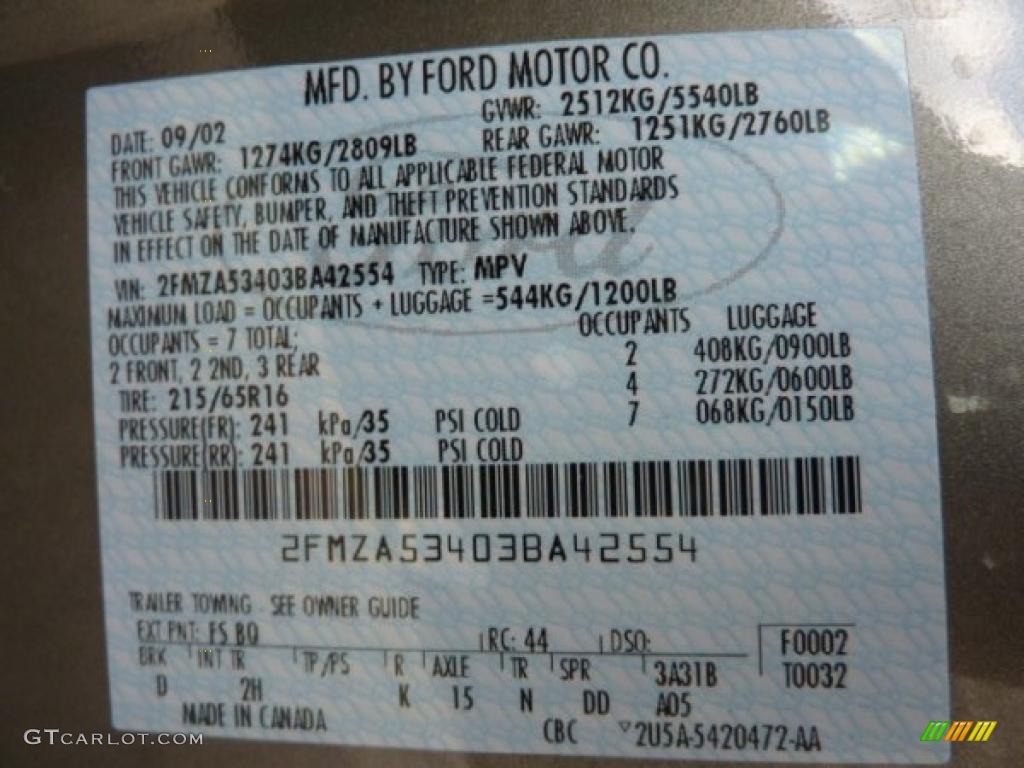 MFD. BY FORD MOTOR CO.
DATE: 09/02 GVWR: 2512KG/5540LB
FRONT GAWR: 1274KG/2809LB REAR GAWR: 1251KG/2760LB
THIS VEHICLE CONFORMS TO ALL APPLICABLE FEDERAL MOTOR
VEHICLE SAFETY, BUMPER, AND THEFT PREVENTION STANDARDS
IN EFFECT ON THE DATE OF MANUFACTURE SHOWN ABOVE.
VIN: 2FMZA53403BA42554 TYPE: MPV
MAXIMUM LOAD = OCCUPANTS + LUGGAGE =544KG/1200LB
OCCUPANTS = 7 TOTAL; OCCUPANTS LUGGAGE
2 FRONT, 2 2ND, 3 REAR 2 408KG/0900LB
TIRE: 215/65R16 4 272KG/0600LB
PRESSURE(FR): 241 kPa/35 PSI COLD 7 068KG/0150LB
PRESSURE(RR): 241 kPa/35 PSI COLD
2FMZA53403BA42554
TRAILER TOWING - SEE OWNER GUIDE
EXT PNT: FS BQ RC: 44 DSO: F0002
BRK INT TR TP/PS R AXLE TR SPR 3A31B T0032
D 2H K 15 N DD A05
MADE IN CANADA CBC ▽2U5A-5420472-AA
GTCARLOT.COM